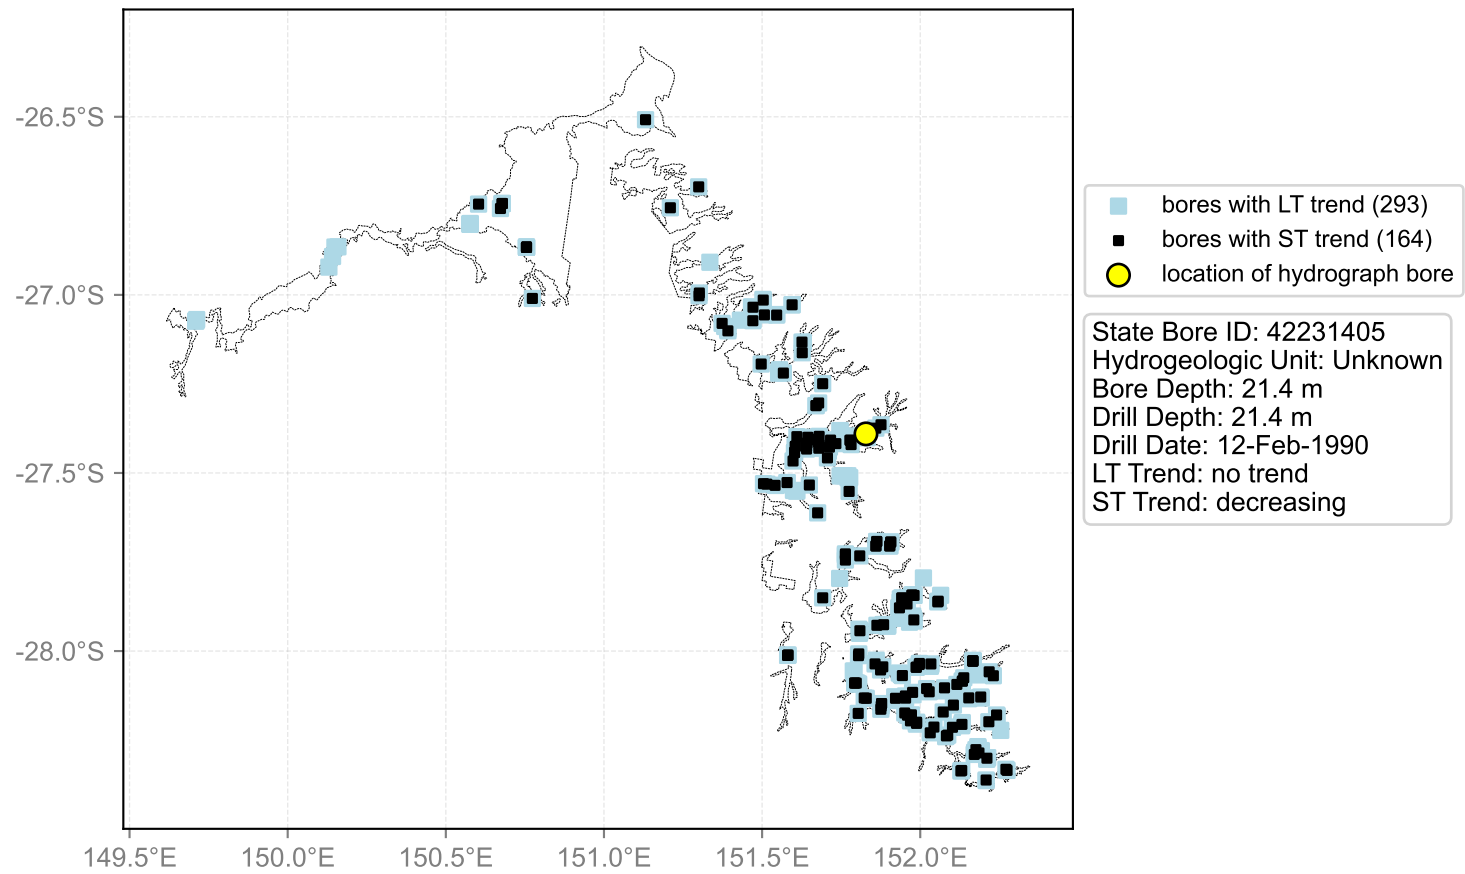 -26.5°S
-27.0°S
-27.5°S
-28.0°S
149.5°E 150.0°E 150.5°E 151.0°E 151.5°E 152.0°E
bores with LT trend (293)
bores with ST trend (164)
location of hydrograph bore
State Bore ID: 42231405
Hydrogeologic Unit: Unknown
Bore Depth: 21.4 m
Drill Depth: 21.4 m
Drill Date: 12-Feb-1990
LT Trend: no trend
ST Trend: decreasing